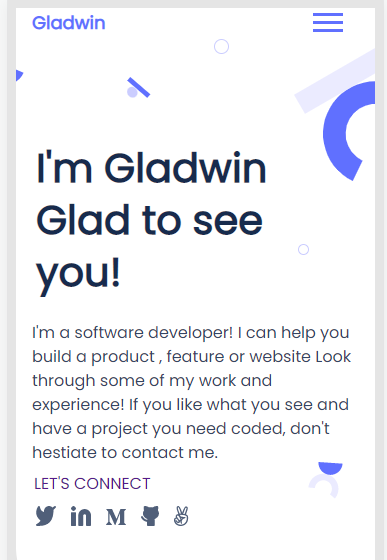 Gladwin
I'm Gladwin
Glad to see
you!
I'm a software developer! I can help you
build a product , feature or website Look
through some of my work and
experience! If you like what you see and
have a project you need coded, don't
hestiate to contact me.
LET'S CONNECT